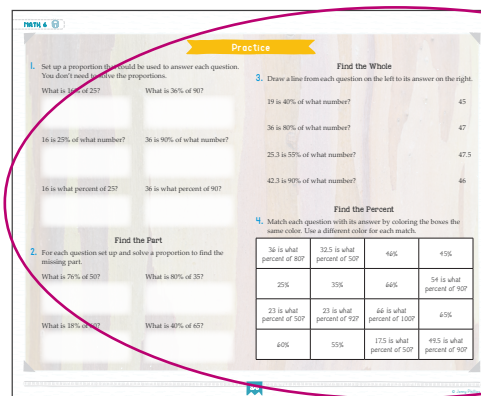 MATH 6
Practice
1. Set up a proportion that could be used to answer each question.
You don't need to solve the proportions.
What is 16% of 25? What is 36% of 90?
16 is 25% of what number? 36 is 90% of what number?
16 is what percent of 25? 36 is what percent of 90?
Find the Part
2. For each question set up and solve a proportion to find the
missing part.
What is 76% of 50? What is 80% of 35?
What is 18% of What is 40% of 65?
Find the Whole
3. Draw a line from each question on the left to its answer on the right.
19 is 40% of what number? 45
36 is 80% of what number? 47
25.3 is 55% of what number? 47.5
42.3 is 90% of what number? 46
Find the Percent
4. Match each question with its answer by coloring the boxes the
same color. Use a different color for each match.
36 is what
percent of 80?
32.5 is what
percent of 50?
46%
45%
25%
35%
66%
54 is what
percent of 90?
23 is what
percent of 50?
23 is what
percent of 92?
66 is what
percent of 100?
65%
60%
55%
17.5 is what
percent of 50?
49.5 is what
percent of 90?